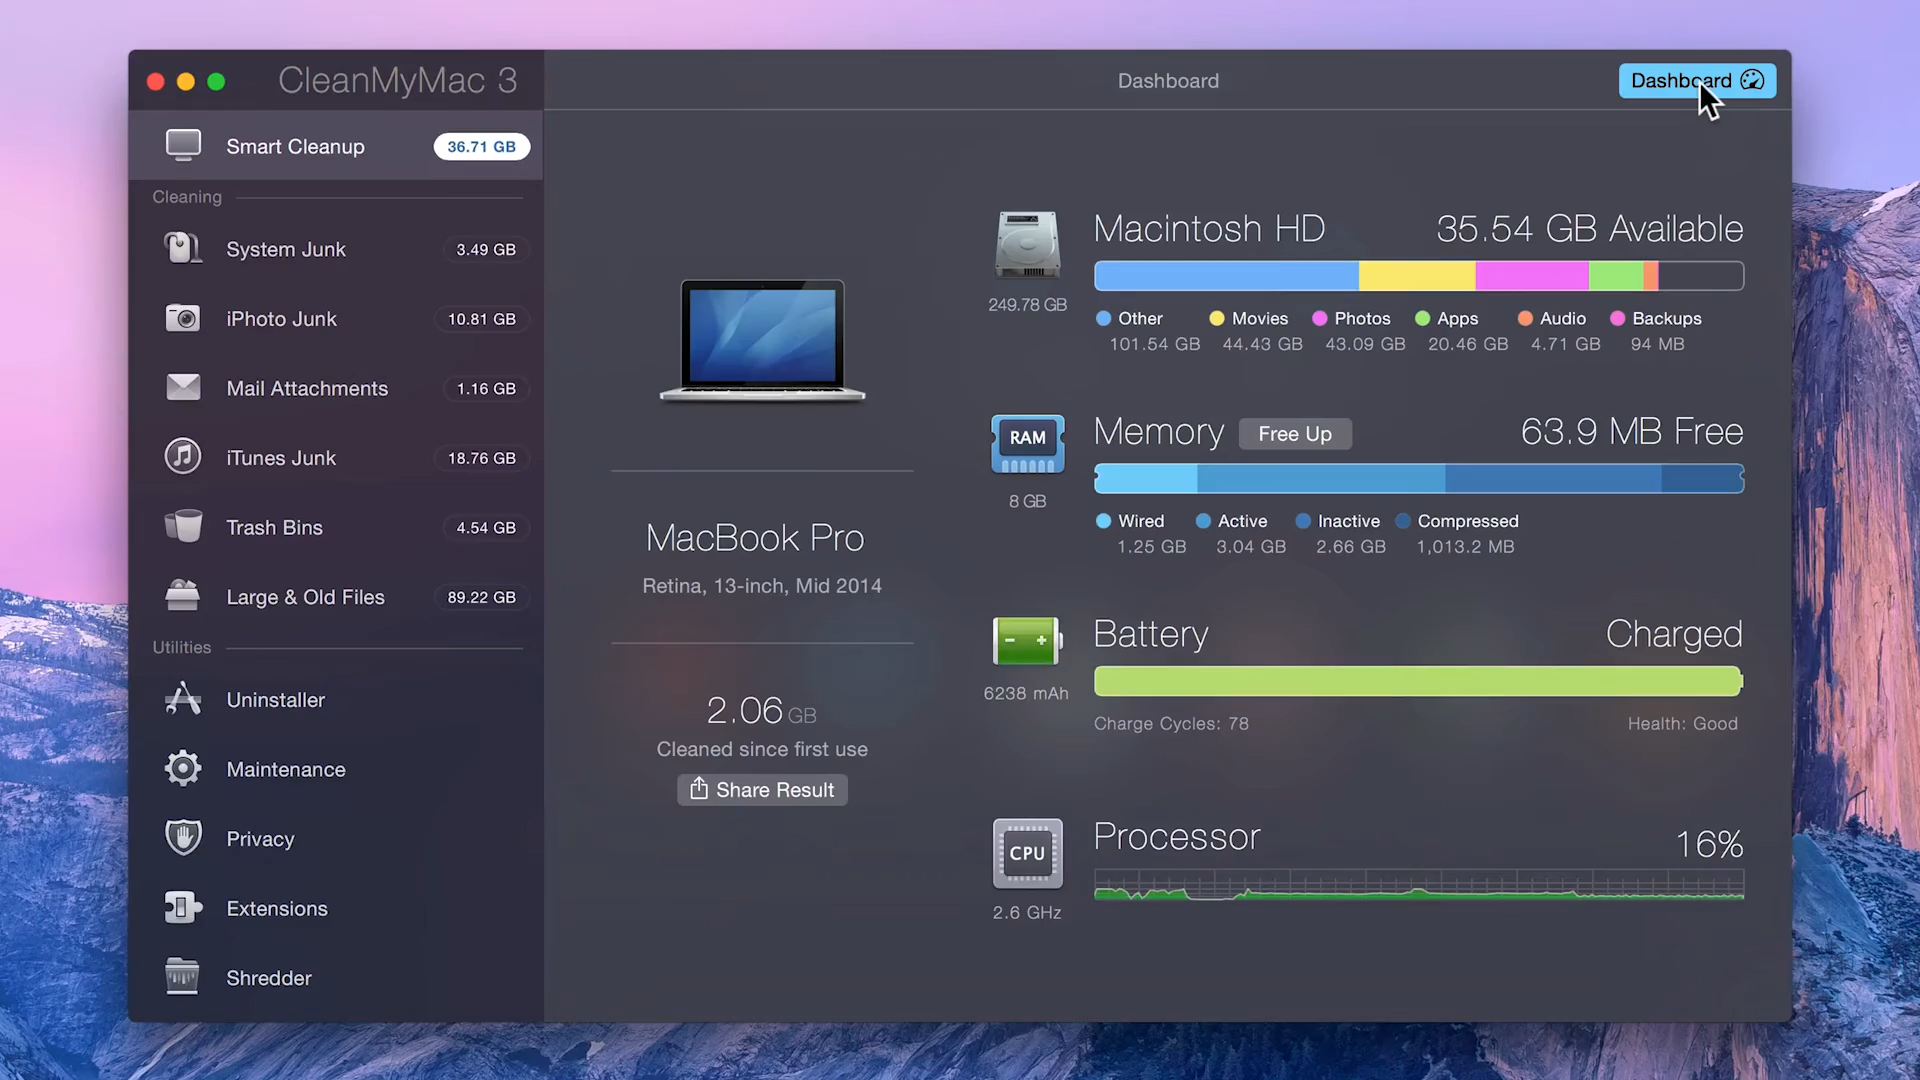 CleanMyMac 3
Dashboard
Dashboard
Smart Cleanup 36.71 GB
Cleaning
System Junk 3.49 GB
iPhoto Junk 10.81 GB
Mail Attachments 1.16 GB
iTunes Junk 18.76 GB
Trash Bins 4.54 GB
Large & Old Files 89.22 GB
Utilities
Uninstaller
Maintenance
Privacy
Extensions
Shredder
MacBook Pro
Retina, 13-inch, Mid 2014
2.06 GB
Cleaned since first use
Share Result
Macintosh HD 35.54 GB Available
249.78 GB
Other Movies Photos Apps Audio Backups
101.54 GB 44.43 GB 43.09 GB 20.46 GB 4.71 GB 94 MB
RAM
Memory Free Up 63.9 MB Free
8 GB
Wired Active Inactive Compressed
1.25 GB 3.04 GB 2.66 GB 1,013.2 MB
Battery Charged
6238 mAh
Charge Cycles: 78 Health: Good
CPU
Processor 16%
2.6 GHz